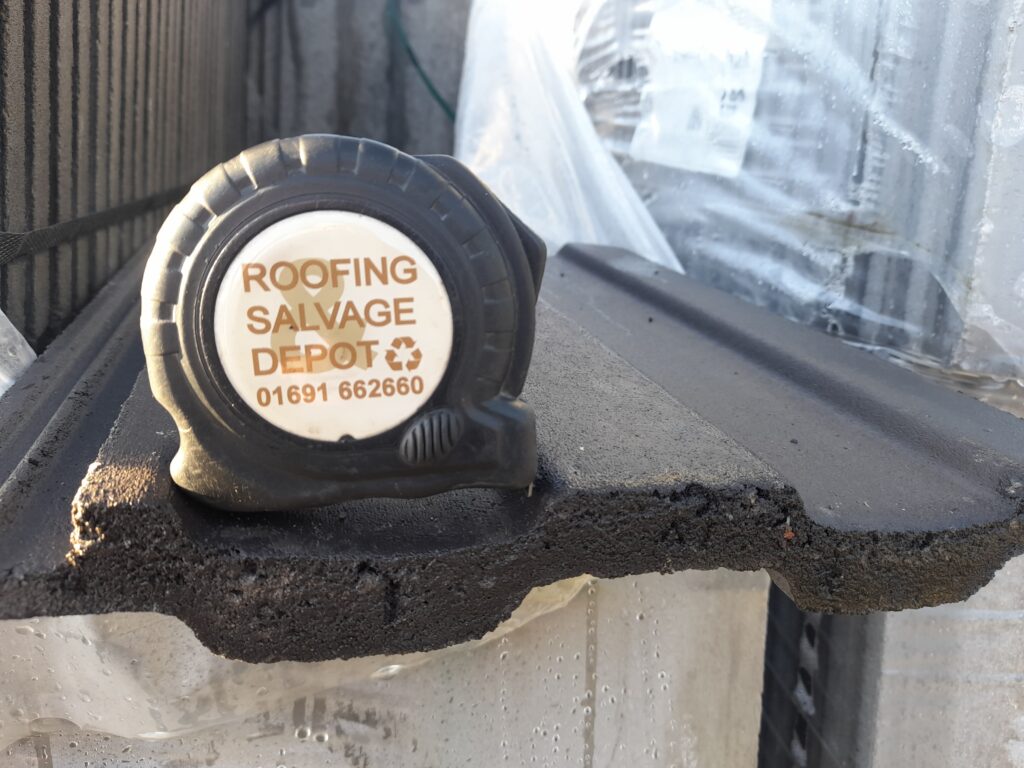 ROOFING
&
SALVAGE
DEPOT
01691 662660